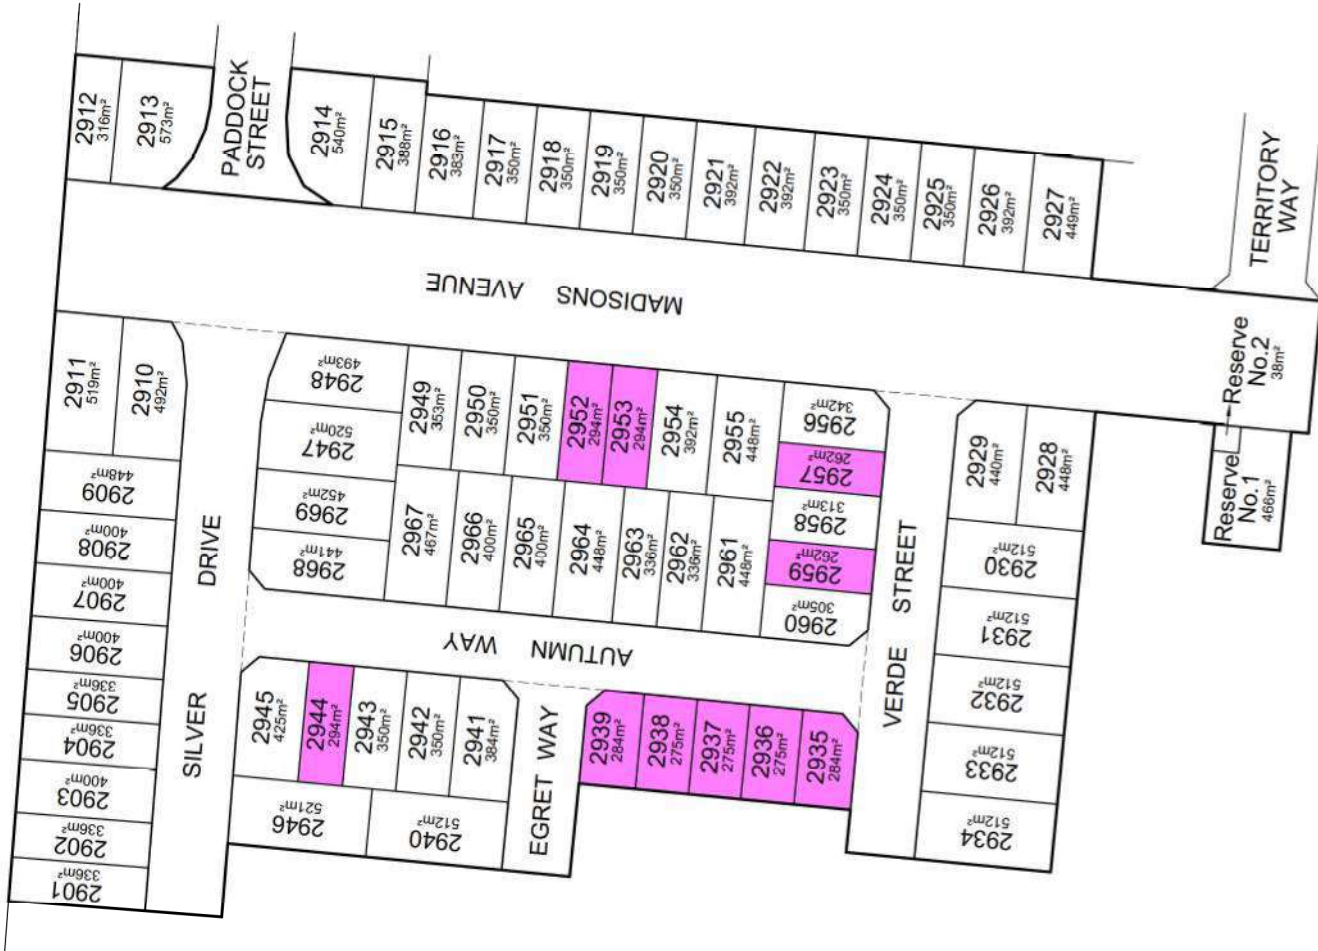 2912
316m²
2913
573m²
PADDOCK
STREET
2914
540m²
2915
388m²
2916
383m²
2917
350m²
2918
350m²
2919
350m²
2920
350m²
2921
392m²
2922
392m²
2923
350m²
2924
350m²
2925
350m²
2926
392m²
2927
449m²
TERRITORY
WAY
MADISONS AVENUE
Reserve
No.2
38m²
Reserve
No.1
466m²
2911
519m²
2910
492m²
2909
448m²
2908
400m²
2907
400m²
2906
400m²
2905
336m²
2904
336m²
2903
400m²
2902
336m²
2901
336m²
SILVER DRIVE
2948
493m²
2947
520m²
2969
452m²
2968
441m²
2949
353m²
2950
350m²
2951
350m²
2952
294m²
2953
294m²
2954
392m²
2955
448m²
2956
342m²
2957
262m²
2958
313m²
2959
262m²
2960
305m²
2967
467m²
2966
400m²
2965
400m²
2964
448m²
2963
336m²
2962
336m²
2961
448m²
AUTUMN WAY
VERDE STREET
2929
440m²
2928
448m²
2930
512m²
2931
512m²
2932
512m²
2933
512m²
2934
512m²
2945
425m²
2944
294m²
2943
350m²
2942
350m²
2941
384m²
2946
521m²
2940
512m²
EGRET WAY
2939
284m²
2938
275m²
2937
275m²
2936
275m²
2935
284m²